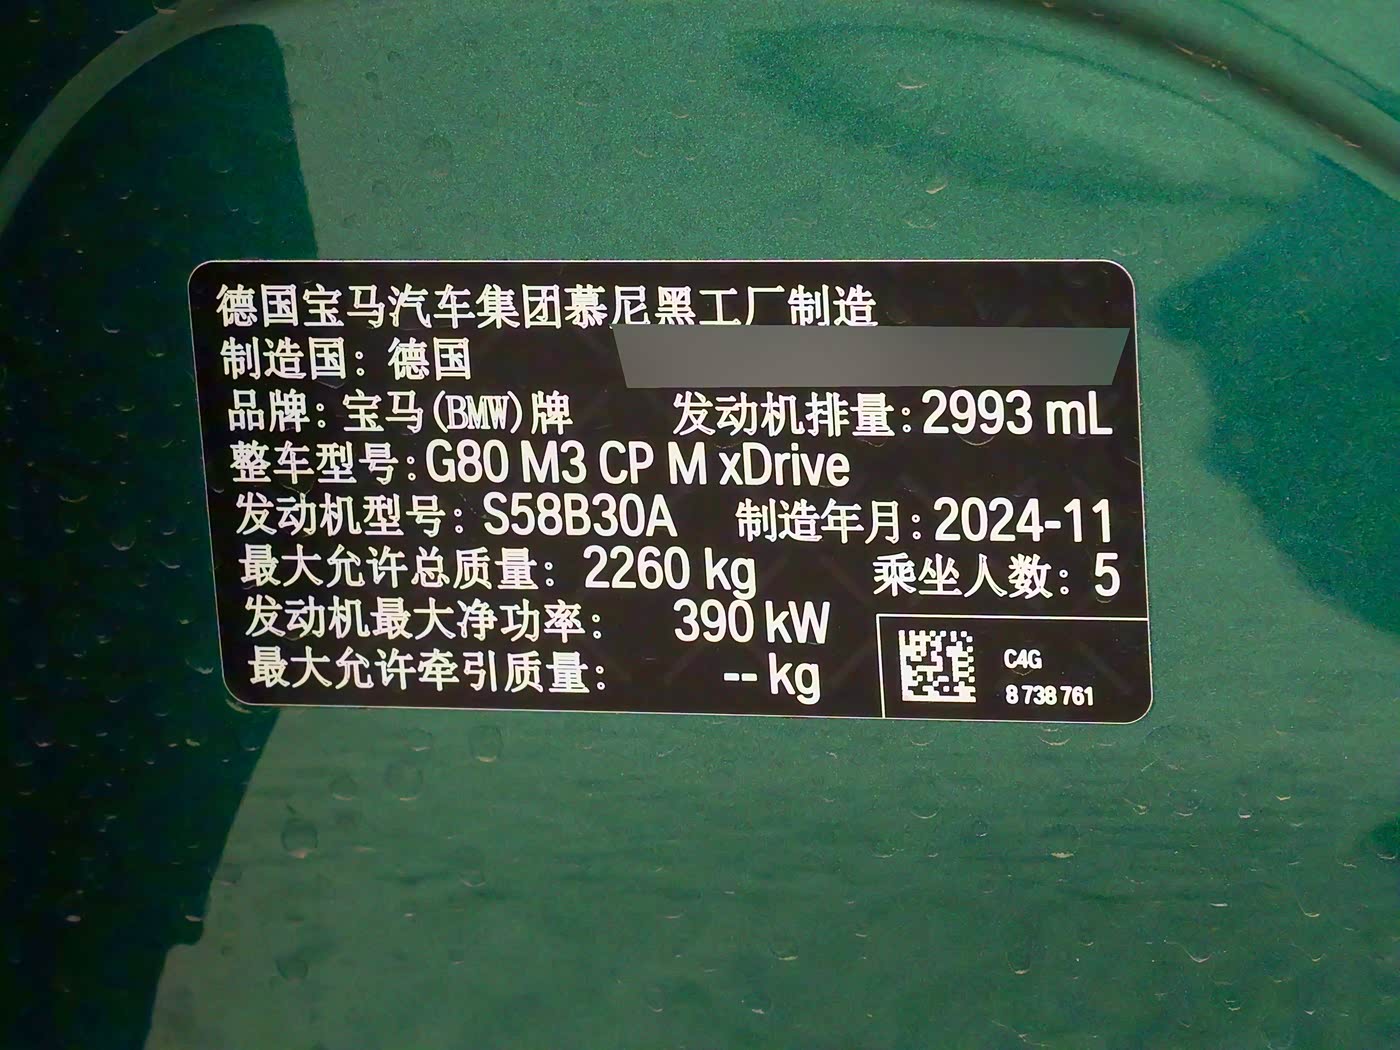 德国宝马汽车集团慕尼黑工厂制造
制造国：德国
品牌：宝马(BMW)牌 发动机排量：2993 mL
整车型号：G80 M3 CP M xDrive
发动机型号：S58B30A 制造年月：2024-11
最大允许总质量：2260 kg 乘坐人数：5
发动机最大净功率：390 kW
最大允许牵引质量：-- kg
C4G
8 738 761